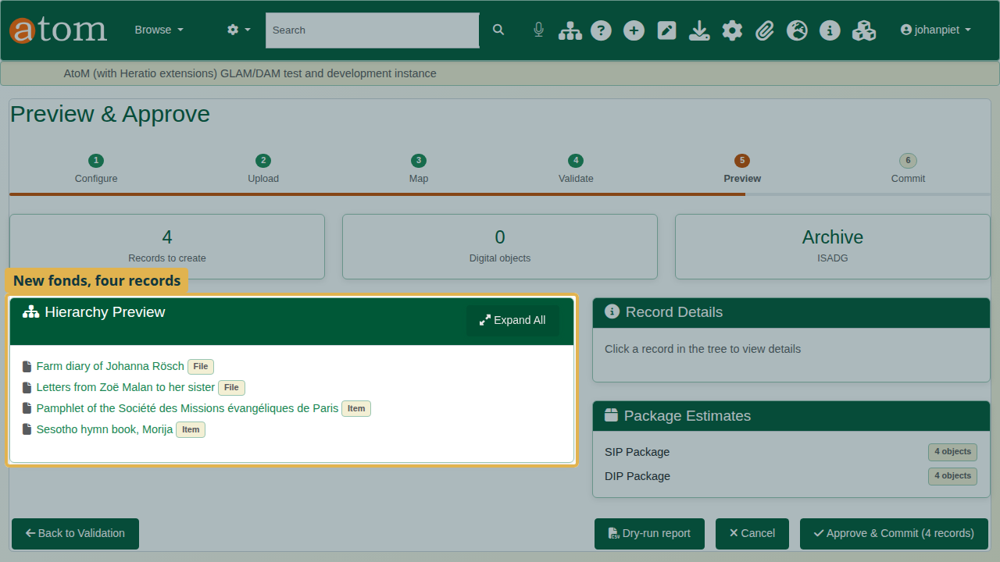 atom
Browse
Search
johanpiet
AtoM (with Heratio extensions) GLAM/DAM test and development instance
Preview & Approve
1
Configure
2
Upload
3
Map
4
Validate
5
Preview
6
Commit
4
Records to create
0
Digital objects
Archive
ISADG
New fonds, four records
Hierarchy Preview
Expand All
Farm diary of Johanna Rösch File
Letters from Zoë Malan to her sister File
Pamphlet of the Société des Missions évangéliques de Paris Item
Sesotho hymn book, Morija Item
Record Details
Click a record in the tree to view details
Package Estimates
SIP Package 4 objects
DIP Package 4 objects
Back to Validation
Dry-run report
Cancel
Approve & Commit (4 records)